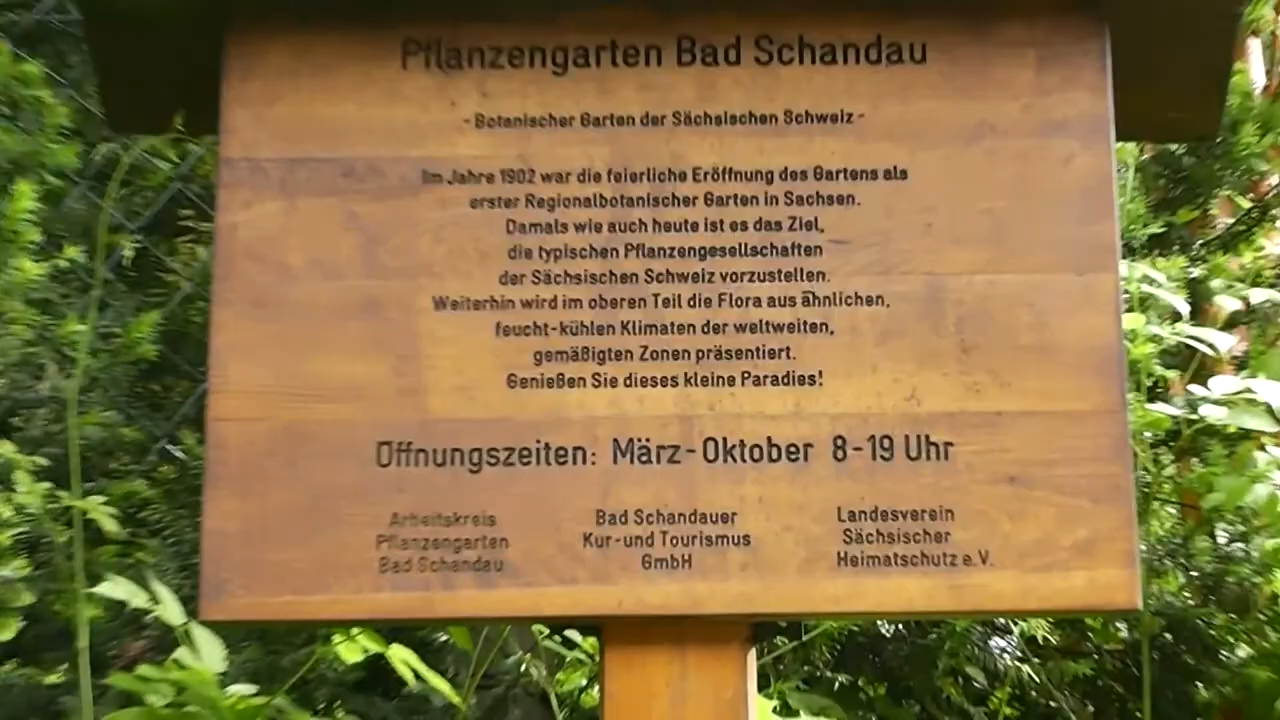 Pflanzengarten Bad Schandau
- Botanischer Garten der Sächsischen Schweiz -
Im Jahre 1902 war die feierliche Eröffnung des Gartens als
erster Regionalbotanischer Garten in Sachsen.
Damals wie auch heute ist es das Ziel,
die typischen Pflanzengesellschaften
der Sächsischen Schweiz vorzustellen.
Weiterhin wird im oberen Teil die Flora aus ähnlichen,
feucht-kühlen Klimaten der weltweiten,
gemäßigten Zonen präsentiert.
Genießen Sie dieses kleine Paradies!
Öffnungszeiten: März - Oktober 8 - 19 Uhr
Arbeitskreis
Pflanzengarten
Bad Schandau
Bad Schandauer
Kur- und Tourismus
GmbH
Landesverein
Sächsischer
Heimatschutz e.V.